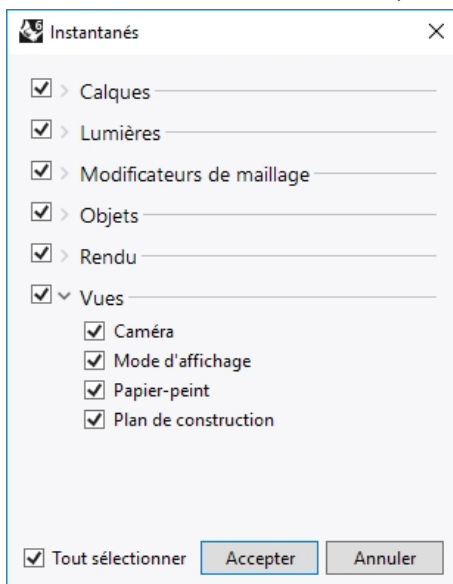 Instantanés
Calques
Lumières
Modificateurs de maillage
Objets
Rendu
Vues
Caméra
Mode d'affichage
Papier-peint
Plan de construction
Tout sélectionner Accepter Annuler